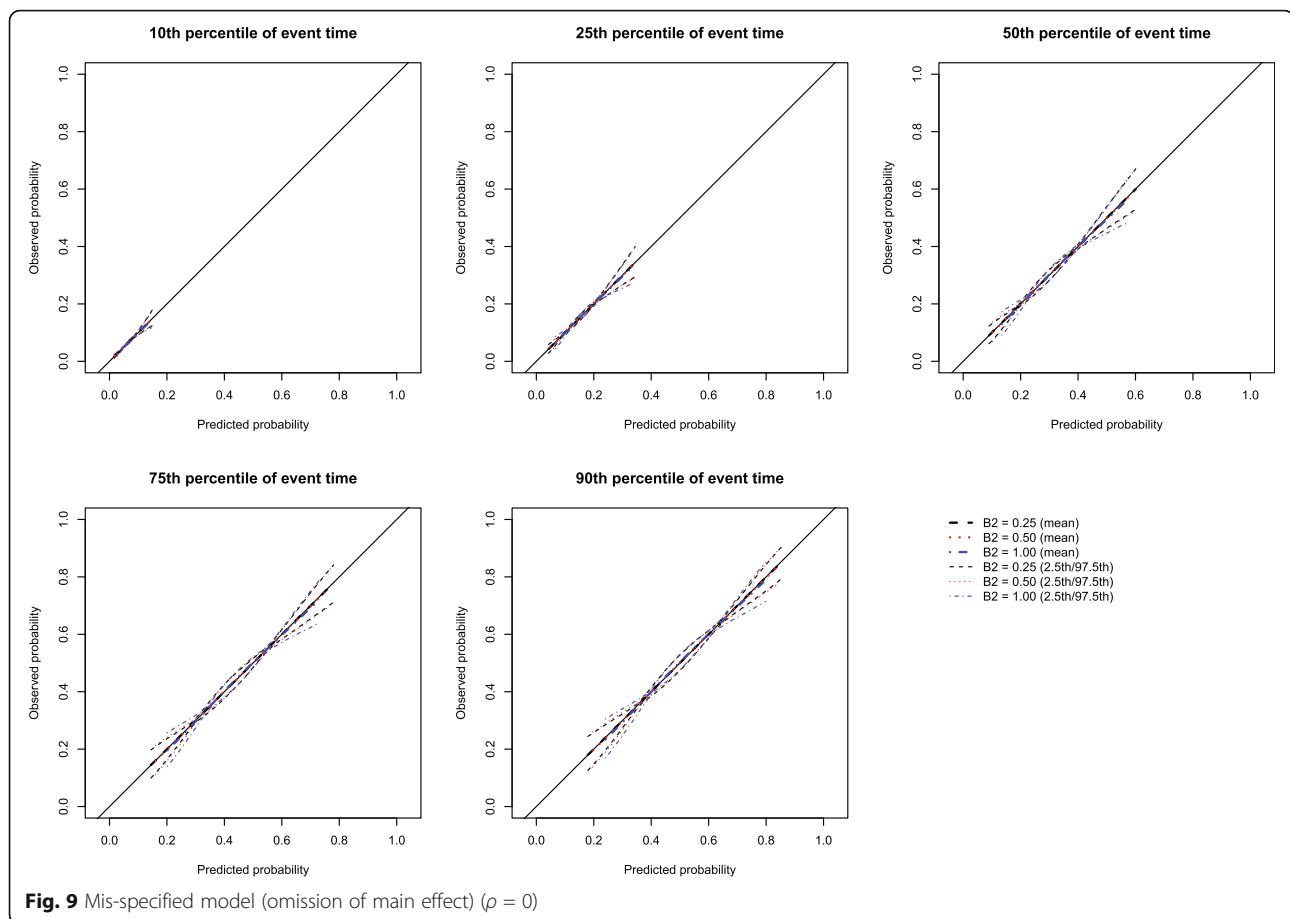 10th percentile of event time
25th percentile of event time
50th percentile of event time
Observed probability
0.0 0.2 0.4 0.6 0.8 1.0
0.0 0.2 0.4 0.6 0.8 1.0
Predicted probability
Observed probability
0.0 0.2 0.4 0.6 0.8 1.0
0.0 0.2 0.4 0.6 0.8 1.0
Predicted probability
Observed probability
0.0 0.2 0.4 0.6 0.8 1.0
0.0 0.2 0.4 0.6 0.8 1.0
Predicted probability
75th percentile of event time
90th percentile of event time
Observed probability
0.0 0.2 0.4 0.6 0.8 1.0
0.0 0.2 0.4 0.6 0.8 1.0
Predicted probability
Observed probability
0.0 0.2 0.4 0.6 0.8 1.0
0.0 0.2 0.4 0.6 0.8 1.0
Predicted probability
B2 = 0.25 (mean)
B2 = 0.50 (mean)
B2 = 1.00 (mean)
B2 = 0.25 (2.5th/97.5th)
B2 = 0.50 (2.5th/97.5th)
B2 = 1.00 (2.5th/97.5th)
Fig. 9 Mis-specified model (omission of main effect) (ρ = 0)